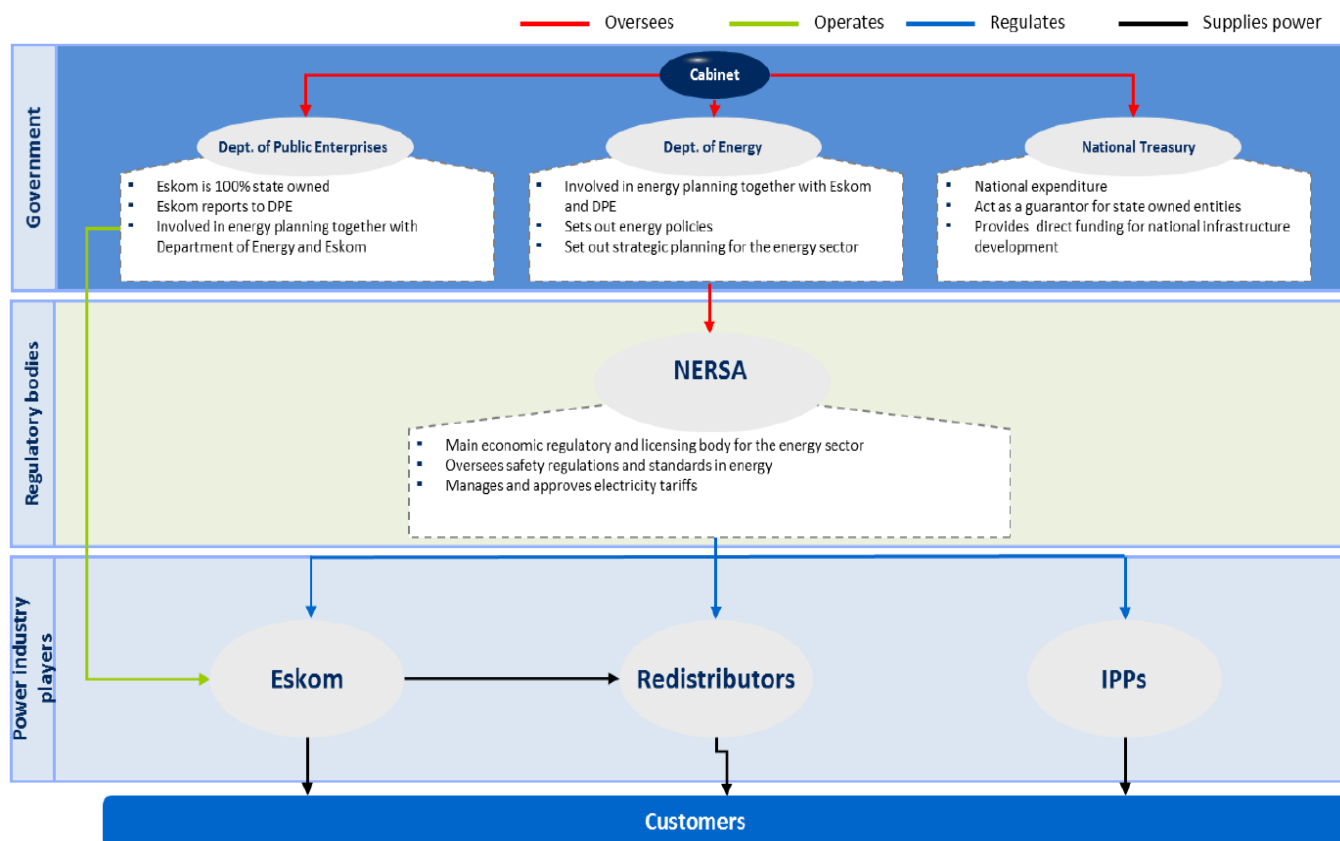 Oversees
Operates
Regulates
Supplies power
Government
Cabinet
Dept. of Public Enterprises
▪ Eskom is 100% state owned
▪ Eskom reports to DPE
▪ Involved in energy planning together with
Department of Energy and Eskom
Dept. of Energy
▪ Involved in energy planning together with Eskom
and DPE
▪ Sets out energy policies
▪ Set out strategic planning for the energy sector
National Treasury
▪ National expenditure
▪ Act as a guarantor for state owned entities
▪ Provides direct funding for national infrastructure
development
Regulatory bodies
NERSA
▪ Main economic regulatory and licensing body for the energy sector
▪ Oversees safety regulations and standards in energy
▪ Manages and approves electricity tariffs
Power industry
players
Eskom
Redistributors
IPPs
Customers